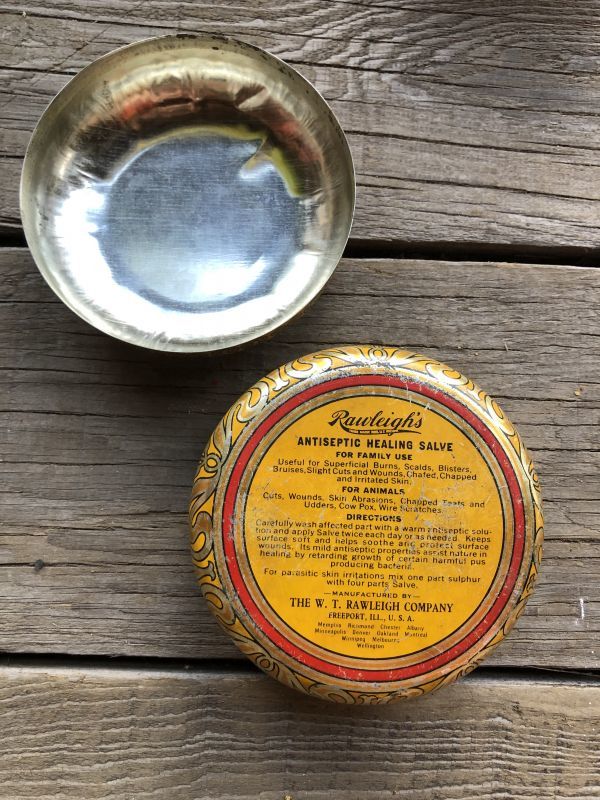 Rawleigh's
ANTISEPTIC HEALING SALVE
FOR FAMILY USE
Useful for Superficial Burns, Scalds, Blisters,
Bruises, Slight Cuts and Wounds, Chafed, Chapped
and Irritated Skin.
FOR ANIMALS
Cuts, Wounds, Skin Abrasions, Chapped Teats and
Udders, Cow Pox, Wire Scratches.
DIRECTIONS
Carefully wash affected part with a warm antiseptic solu-
tion and apply Salve twice each day or as needed. Keeps
surface soft and helps soothe and protect surface
wounds. Its mild antiseptic properties assist nature in
healing by retarding growth of certain harmful pus
producing bacteria.
For parasitic skin irritations mix one part sulphur
with four parts Salve.
—MANUFACTURED BY—
THE W. T. RAWLEIGH COMPANY
FREEPORT, ILL., U. S. A.
Memphis Richmond Chester Albany
Minneapolis Denver Oakland Montreal
Winnipeg Melbourne
Wellington